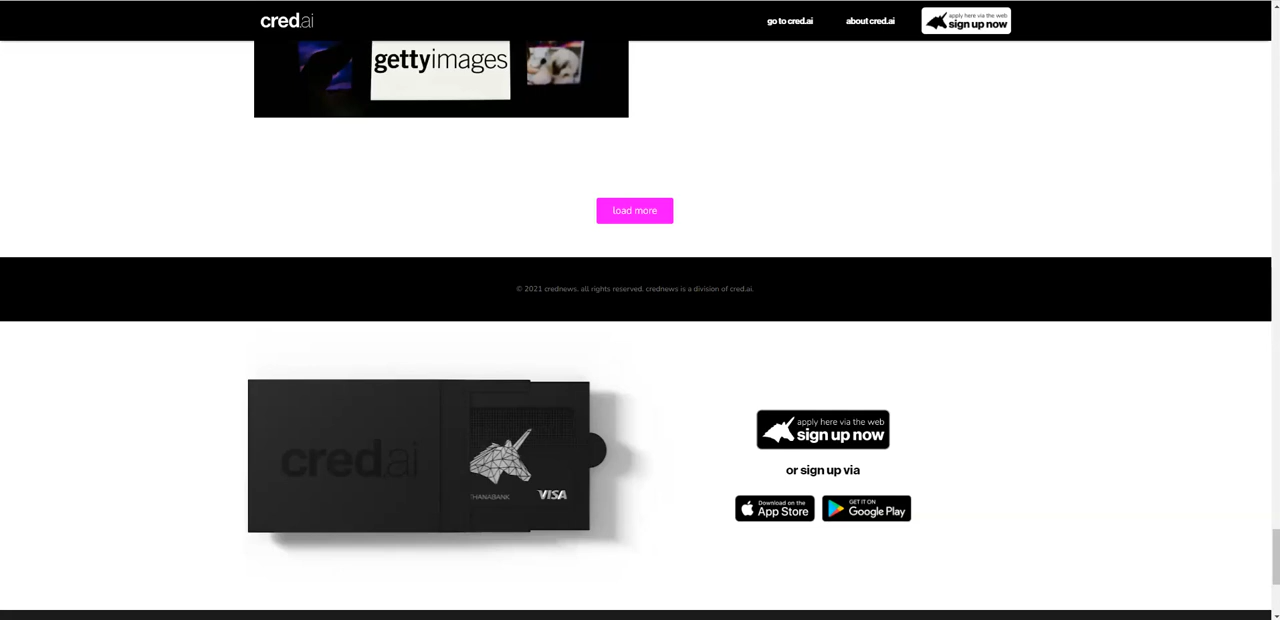 cred.ai
go to cred.ai
about cred.ai
apply here via the web
sign up now
gettyimages
load more
© 2021 crednews. all rights reserved. crednews is a division of cred.ai.
cred.ai
THANABANK
VISA
apply here via the web
sign up now
or sign up via
Download on the
App Store
GET IT ON
Google Play